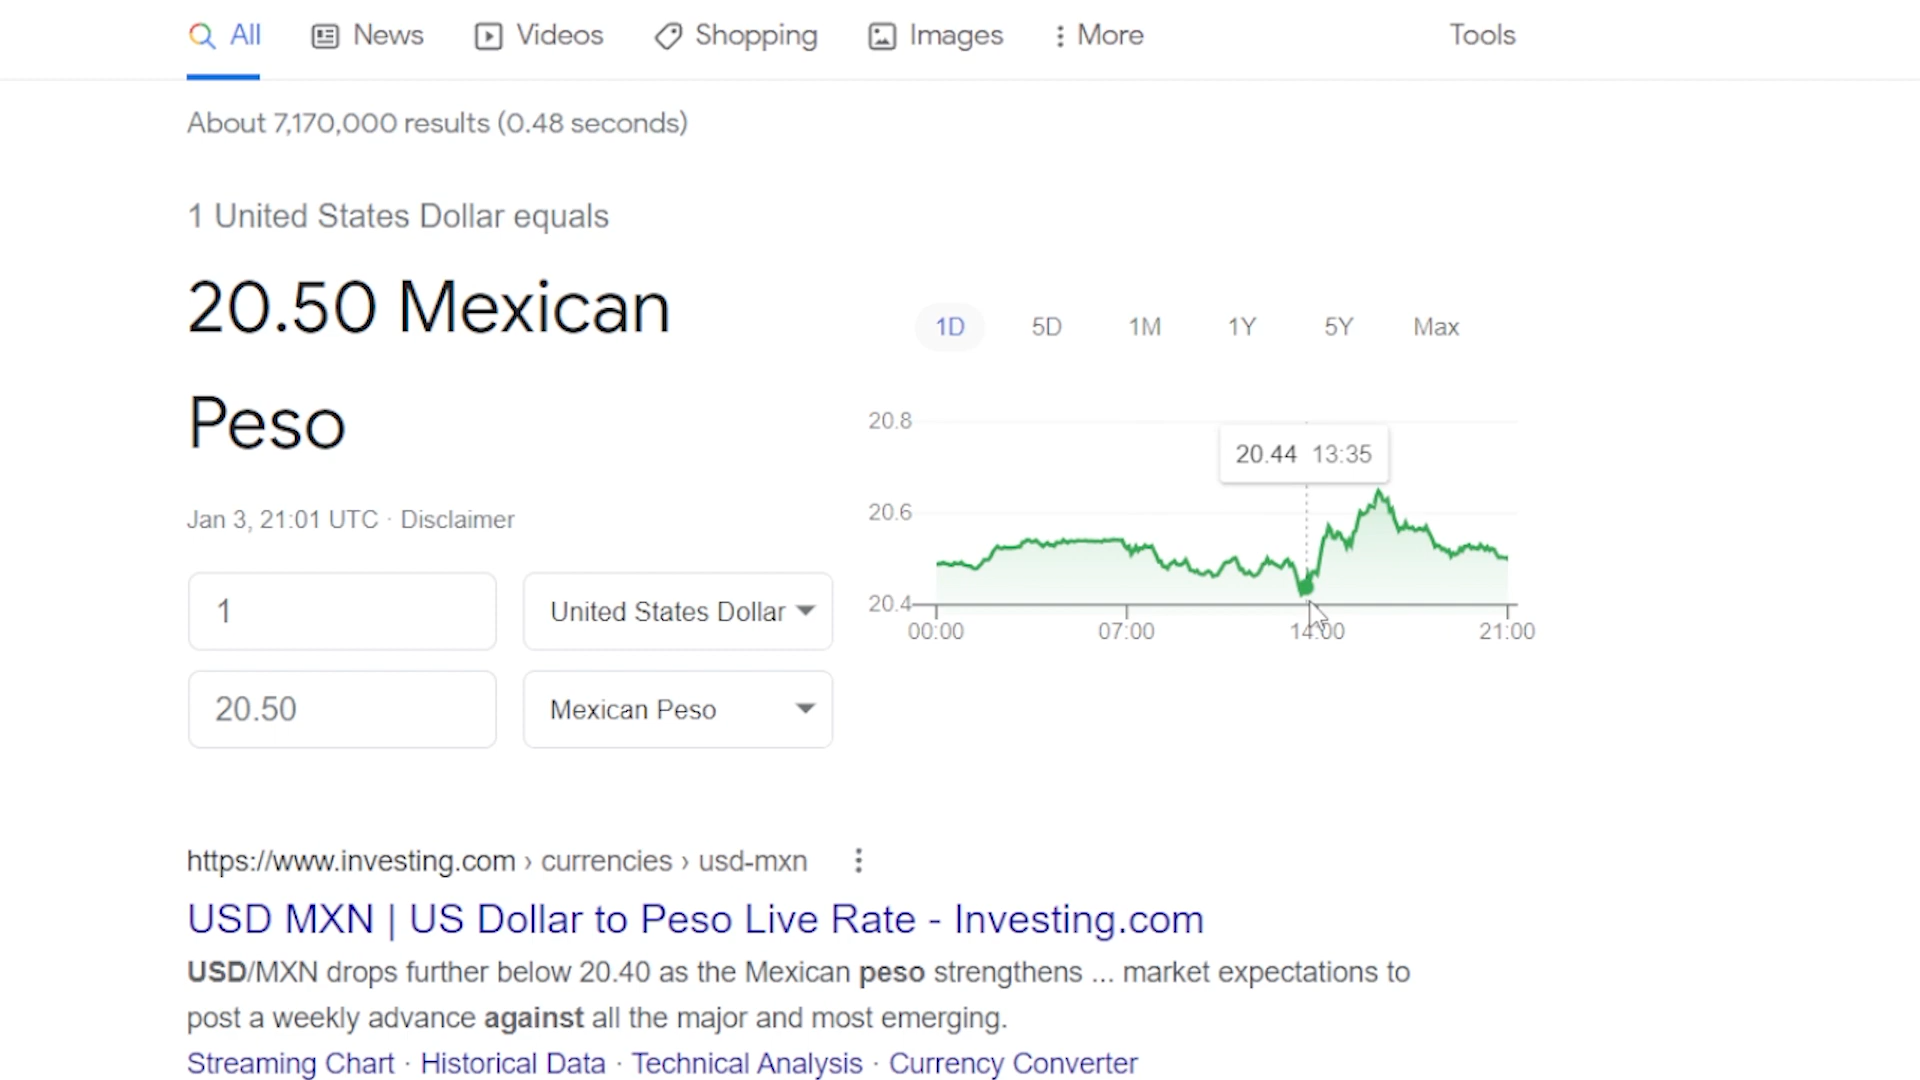 All News Videos Shopping Images More Tools
About 7,170,000 results (0.48 seconds)
1 United States Dollar equals
20.50 Mexican
Peso
Jan 3, 21:01 UTC · Disclaimer
1 United States Dollar
20.50 Mexican Peso
1D 5D 1M 1Y 5Y Max
20.8
20.44 13:35
20.6
20.4
00:00 07:00 14:00 21:00
https://www.investing.com › currencies › usd-mxn
USD MXN | US Dollar to Peso Live Rate - Investing.com
USD/MXN drops further below 20.40 as the Mexican peso strengthens ... market expectations to
post a weekly advance against all the major and most emerging.
Streaming Chart · Historical Data · Technical Analysis · Currency Converter